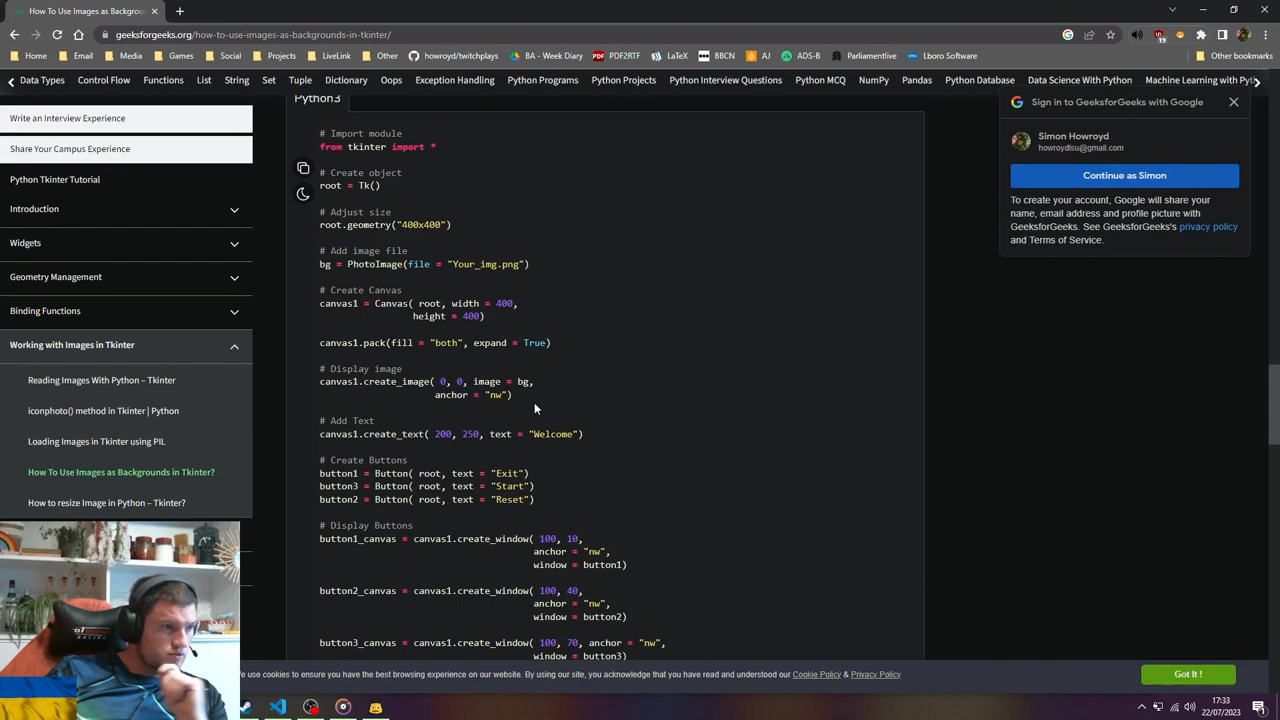 How To Use Images as Backgroun
geeksforgeeks.org/how-to-use-images-as-backgrounds-in-tkinter/
Home Email Media Games Social Projects LiveLink Other howroyd/twitchplays BA - Week Diary PDF2RTF LaTeX BBCN AJ ADS-B Parliamentlive Lboro Software Other bookmarks
Data Types Control Flow Functions List String Set Tuple Dictionary Oops Exception Handling Python Programs Python Projects Python Interview Questions Python MCQ NumPy Pandas Python Database Data Science With Python Machine Learning with Pyt
Write an Interview Experience
Share Your Campus Experience
Python Tkinter Tutorial
Introduction
Widgets
Geometry Management
Binding Functions
Working with Images in Tkinter
Reading Images With Python – Tkinter
iconphoto() method in Tkinter | Python
Loading Images in Tkinter using PIL
How To Use Images as Backgrounds in Tkinter?
How to resize Image in Python – Tkinter?
Python3
# Import module
from tkinter import *
# Create object
root = Tk()
# Adjust size
root.geometry("400x400")
# Add image file
bg = PhotoImage(file = "Your_img.png")
# Create Canvas
canvas1 = Canvas( root, width = 400,
height = 400)
canvas1.pack(fill = "both", expand = True)
# Display image
canvas1.create_image( 0, 0, image = bg,
anchor = "nw")
# Add Text
canvas1.create_text( 200, 250, text = "Welcome")
# Create Buttons
button1 = Button( root, text = "Exit")
button3 = Button( root, text = "Start")
button2 = Button( root, text = "Reset")
# Display Buttons
button1_canvas = canvas1.create_window( 100, 10,
anchor = "nw",
window = button1)
button2_canvas = canvas1.create_window( 100, 40,
anchor = "nw",
window = button2)
button3_canvas = canvas1.create_window( 100, 70, anchor = "nw",
window = button3)
Sign in to GeeksforGeeks with Google
Simon Howroyd
howroydlsu@gmail.com
Continue as Simon
To create your account, Google will share your
name, email address and profile picture with
GeeksforGeeks. See GeeksforGeeks's privacy policy
and Terms of Service.
e use cookies to ensure you have the best browsing experience on our website. By using our site, you acknowledge that you have read and understood our Cookie Policy & Privacy Policy
Got It !
17:33
22/07/2023